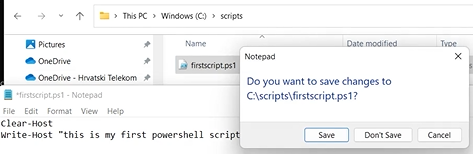 This PC > Windows (C:) > scripts
Name
Date modified
Pictures
OneDrive
OneDrive - Hrvatski Telekom
firstscript.ps1
*firstscript.ps1 - Notepad
File Edit Format View Help
Clear-Host
Write-Host "this is my first powershell script
Notepad
Do you want to save changes to
C:\scripts\firstscript.ps1?
Save Don't Save Cancel